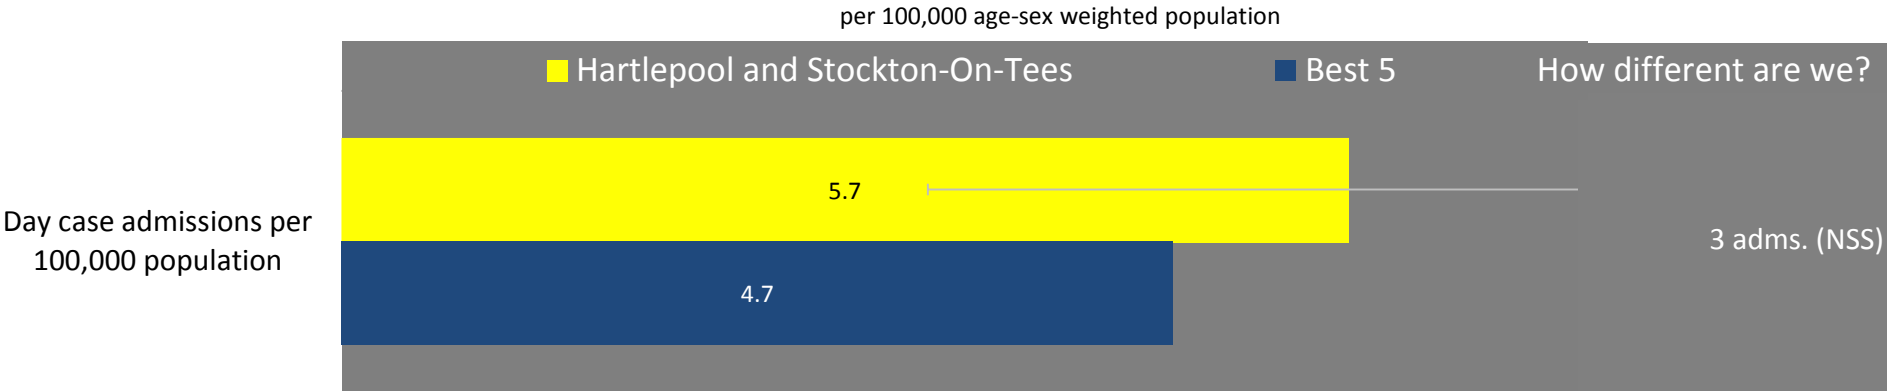 per 100,000 age-sex weighted population
Hartlepool and Stockton-On-Tees Best 5 How different are we?
5.7
Day case admissions per
100,000 population
3 adms. (NSS)
4.7